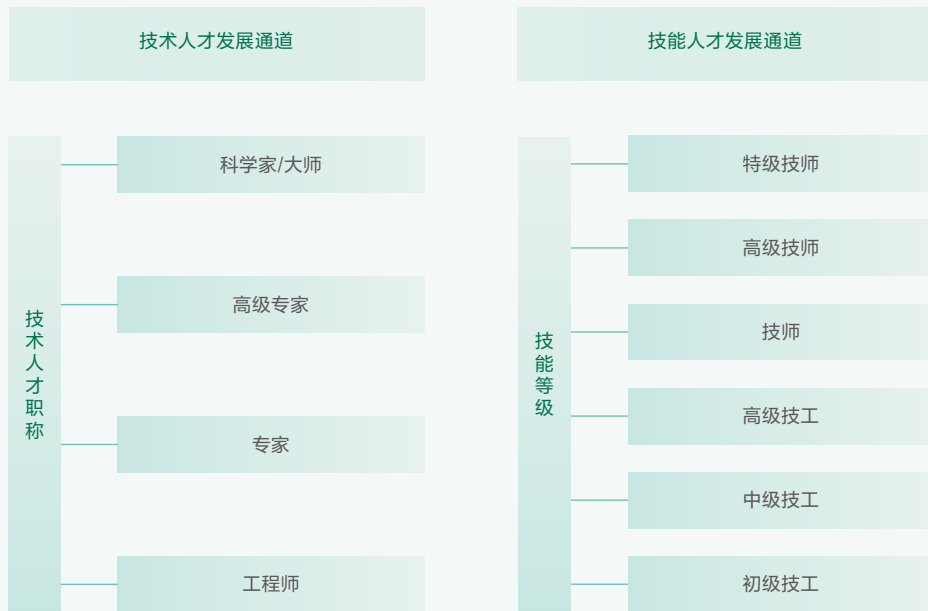 技术人才发展通道
技术人才职称
科学家/大师
高级专家
专家
工程师
技能人才发展通道
技能等级
特级技师
高级技师
技师
高级技工
中级技工
初级技工